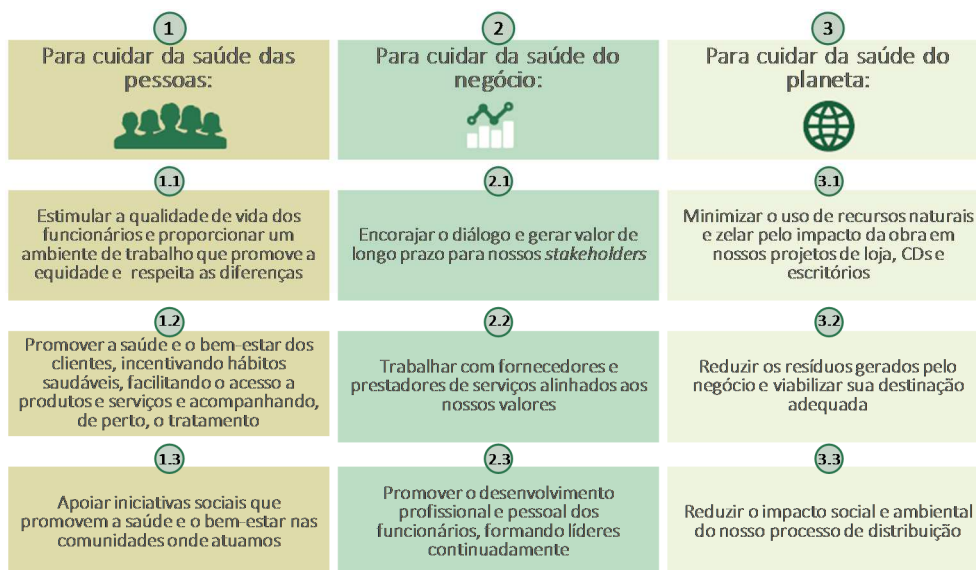 1
Para cuidar da saúde das
pessoas:
1.1
Estimular a qualidade de vida dos
funcionários e proporcionar um
ambiente de trabalho que promove a
equidade e respeita as diferenças
1.2
Promover a saúde e o bem-estar dos
clientes, incentivando hábitos
saudáveis, facilitando o acesso a
produtos e serviços e acompanhando,
de perto, o tratamento
1.3
Apoiar iniciativas sociais que
promovem a saúde e o bem-estar nas
comunidades onde atuamos
2
Para cuidar da saúde do
negócio:
2.1
Encorajar o diálogo e gerar valor de
longo prazo para nossos stakeholders
2.2
Trabalhar com fornecedores e
prestadores de serviços alinhados aos
nossos valores
2.3
Promover o desenvolvimento
profissional e pessoal dos
funcionários, formando líderes
continuadamente
3
Para cuidar da saúde do
planeta:
3.1
Minimizar o uso de recursos naturais
e zelar pelo impacto da obra em
nossos projetos de loja, CDs e
escritórios
3.2
Reduzir os resíduos gerados pelo
negócio e viabilizar sua destinação
adequada
3.3
Reduzir o impacto social e ambiental
do nosso processo de distribuição